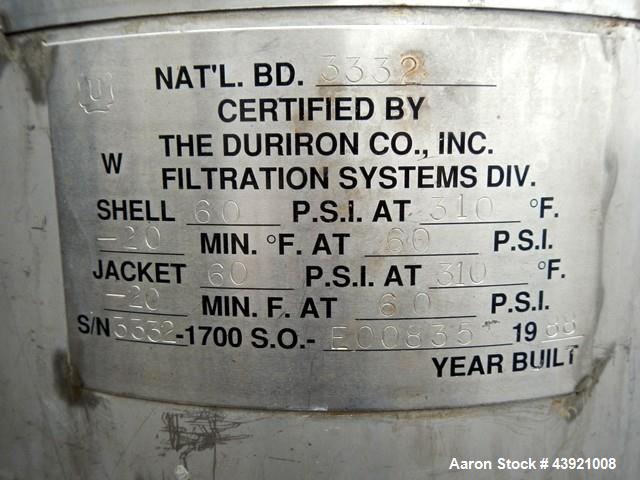 U
NAT'L. BD. 3332
CERTIFIED BY
THE DURIRON CO., INC.
W FILTRATION SYSTEMS DIV.
SHELL 60 P.S.I. AT 310 °F.
-20 MIN. °F. AT 60 P.S.I.
JACKET 60 P.S.I. AT 310 °F.
-20 MIN. F. AT 60 P.S.I.
S/N 3332-1700 S.O.- E00835 1988
YEAR BUILT
Aaron Stock # 43921008